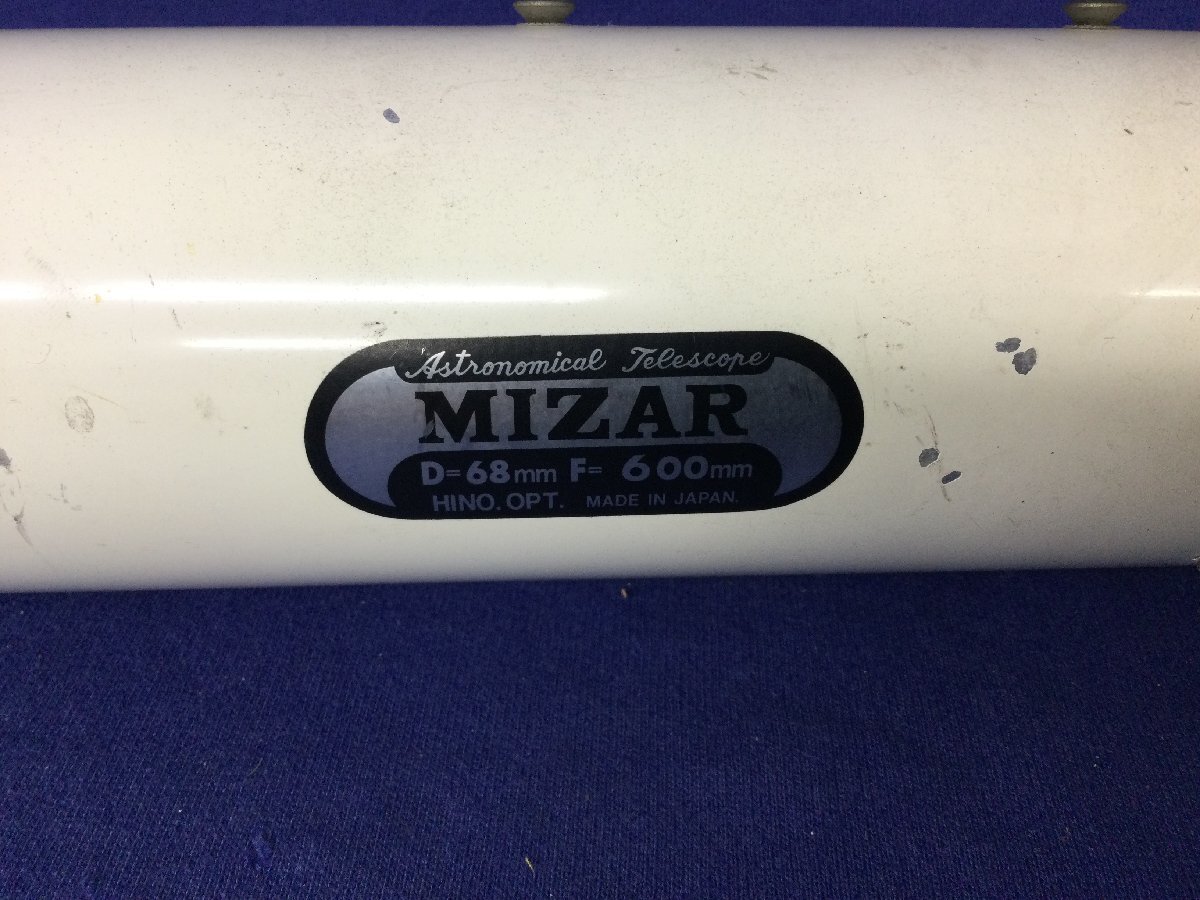 Astronomical Telescope
MIZAR
D=68mm F= 600mm
HINO. OPT. MADE IN JAPAN.